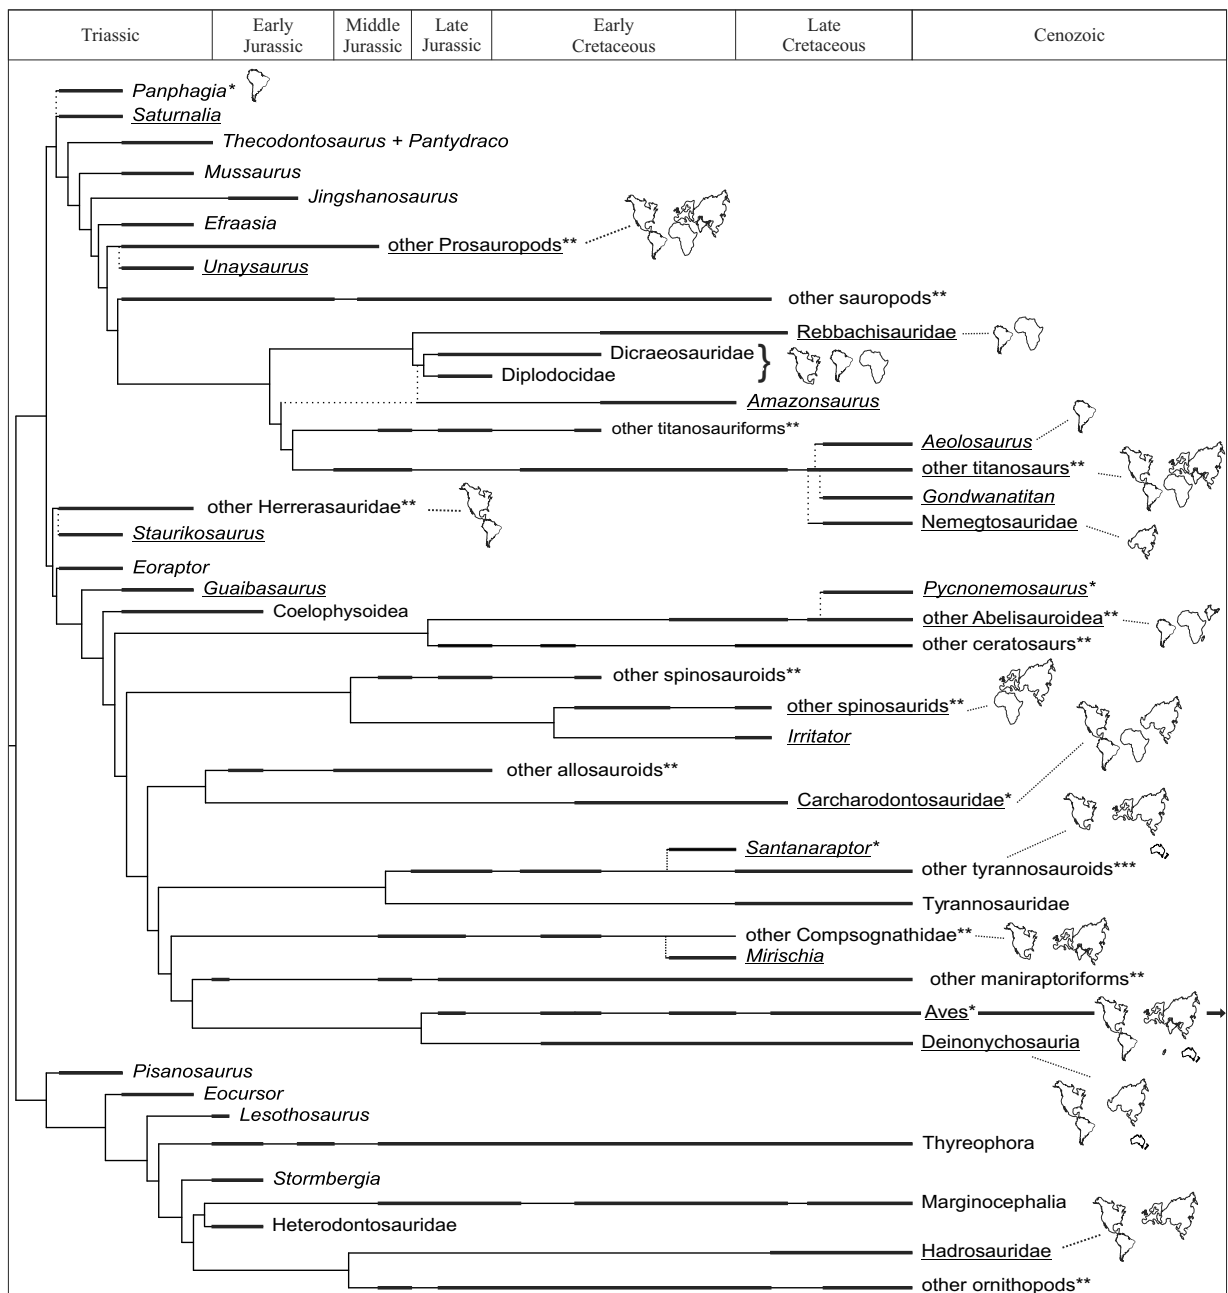 Triassic
Early
Jurassic
Middle
Jurassic
Late
Jurassic
Early
Cretaceous
Late
Cretaceous
Cenozoic
Panphagia*
Saturnalia
Thecodontosaurus + Pantydraco
Mussaurus
Jingshanosaurus
Efraasia
other Prosauropods**
Unaysaurus
other sauropods**
Rebbachisauridae
Dicraeosauridae }
Diplodocidae
Amazonsaurus
other titanosauriforms**
Aeolosaurus
other titanosaurs**
Gondwanatitan
other Herrerasauridae**
Nemegtosauridae
Staurikosaurus
Eoraptor
Guaibasaurus
Pycnonemosaurus*
Coelophysoidea
other Abelisauroidea**
other ceratosaurs**
other spinosauroids**
other spinosaurids**
Irritator
other allosauroids**
Carcharodontosauridae*
Santanaraptor*
other tyrannosauroids***
Tyrannosauridae
other Compsognathidae**
Mirischia
other maniraptoriforms**
Aves*
Deinonychosauria
Pisanosaurus
Eocursor
Lesothosaurus
Thyreophora
Stormbergia
Marginocephalia
Heterodontosauridae
Hadrosauridae
other ornithopods**